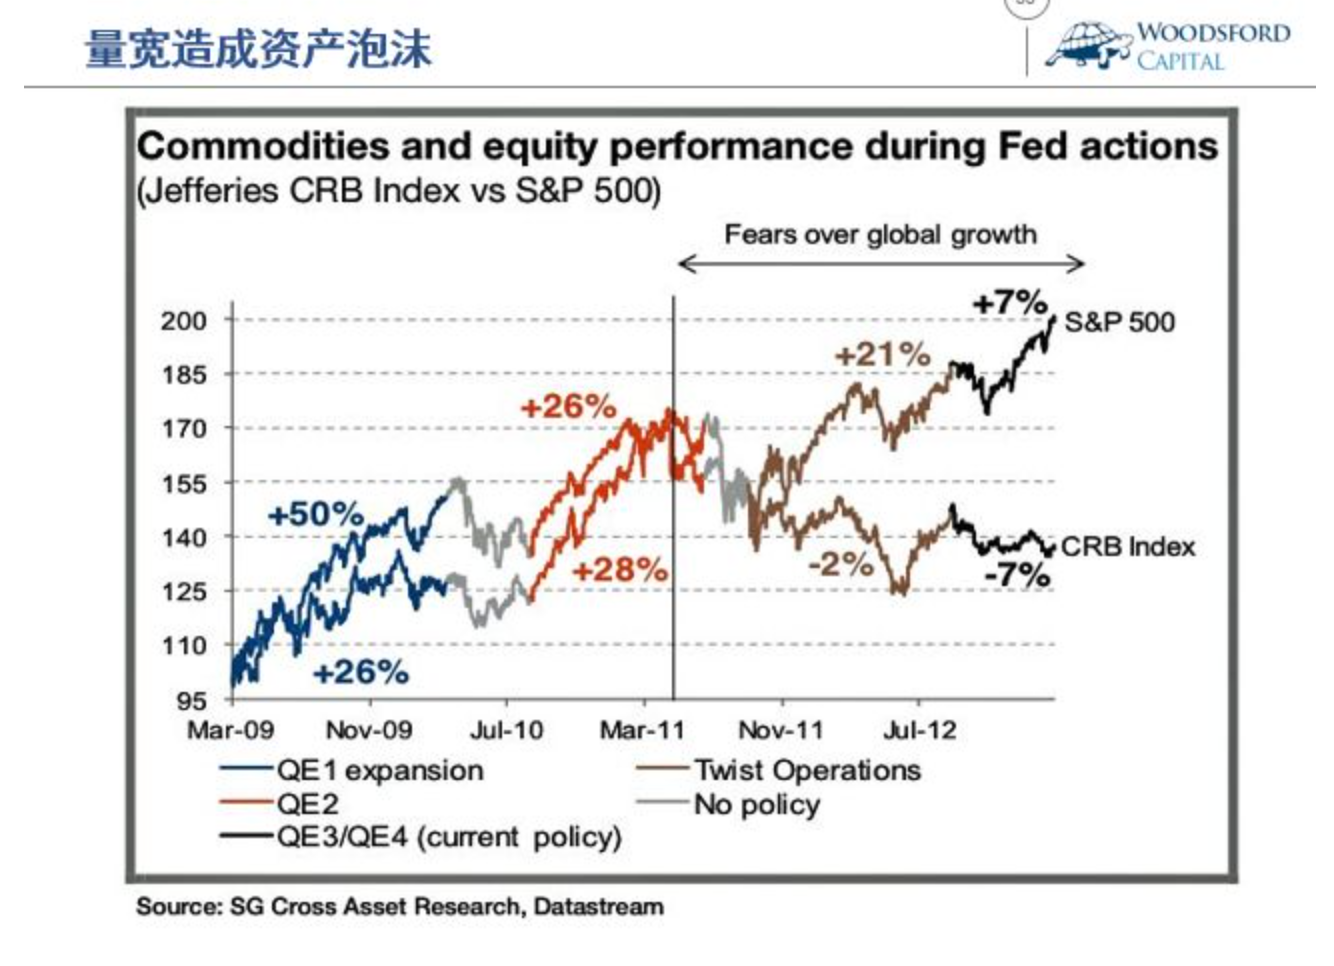 量宽造成资产泡沫
WOODSFORD
CAPITAL
Commodities and equity performance during Fed actions
(Jefferies CRB Index vs S&P 500)
Fears over global growth
+7%
200
S&P 500
+21%
185
+26%
170
155
+50%
140
CRB Index
+28%
-2%
-7%
125
110
+26%
95
Mar-09 Nov-09 Jul-10 Mar-11 Nov-11 Jul-12
QE1 expansion Twist Operations
QE2 No policy
QE3/QE4 (current policy)
Source: SG Cross Asset Research, Datastream